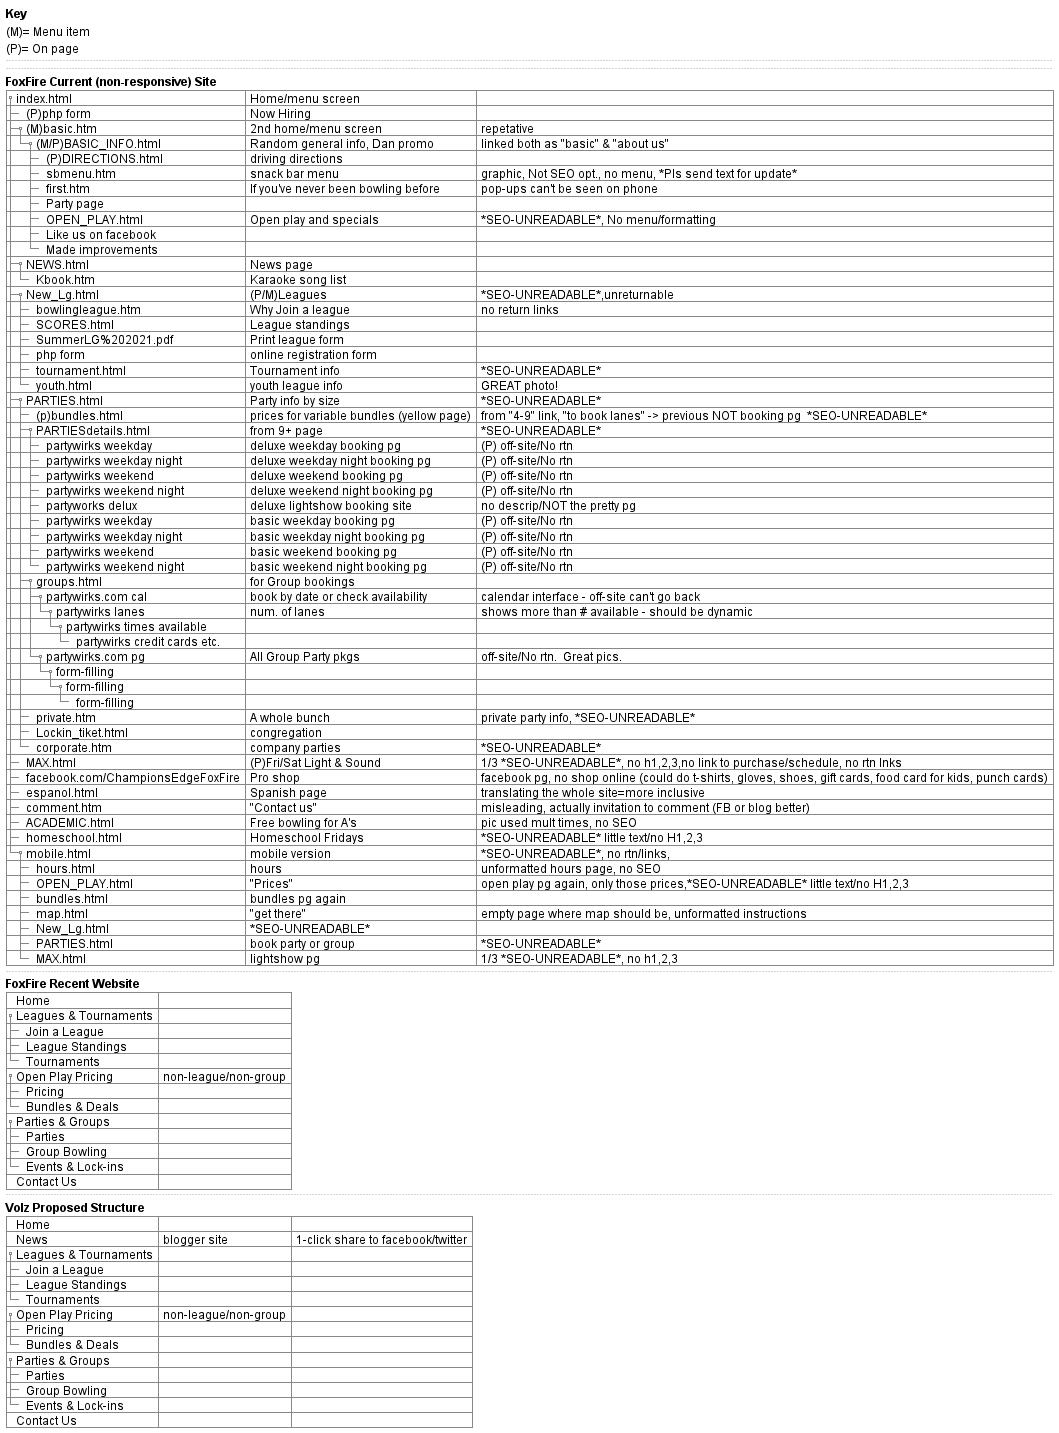 Key
(M)= Menu item
(P)= On page
FoxFire Current (non-responsive) Site
index.html Home/menu screen
(P)php form Now Hiring
(M)basic.htm 2nd home/menu screen repetative
(M/P)BASIC_INFO.html Random general info, Dan promo linked both as "basic" & "about us"
(P)DIRECTIONS.html driving directions
sbmenu.htm snack bar menu graphic, Not SEO opt., no menu, *Pls send text for update*
first.htm If you've never been bowling before pop-ups can't be seen on phone
Party page
OPEN_PLAY.html Open play and specials *SEO-UNREADABLE*, No menu/formatting
Like us on facebook
Made improvements
NEWS.html News page
Kbook.htm Karaoke song list
New_Lg.html (P/M)Leagues *SEO-UNREADABLE*,unreturnable
bowlingleague.htm Why Join a league no return links
SCORES.html League standings
SummerLG%202021.pdf Print league form
php form online registration form
tournament.html Tournament info *SEO-UNREADABLE*
youth.html youth league info GREAT photo!
PARTIES.html Party info by size *SEO-UNREADABLE*
(p)bundles.html prices for variable bundles (yellow page) from "4-9" link, "to book lanes" -> previous NOT booking pg *SEO-UNREADABLE*
PARTIESdetails.html from 9+ page *SEO-UNREADABLE*
partywirks weekday deluxe weekday booking pg (P) off-site/No rtn
partywirks weekday night deluxe weekday night booking pg (P) off-site/No rtn
partywirks weekend deluxe weekend booking pg (P) off-site/No rtn
partywirks weekend night deluxe weekend night booking pg (P) off-site/No rtn
partyworks delux deluxe lightshow booking site no descrip/NOT the pretty pg
partywirks weekday basic weekday booking pg (P) off-site/No rtn
partywirks weekday night basic weekday night booking pg (P) off-site/No rtn
partywirks weekend basic weekend booking pg (P) off-site/No rtn
partywirks weekend night basic weekend night booking pg (P) off-site/No rtn
groups.html for Group bookings
partywirks.com cal book by date or check availability calendar interface - off-site can't go back
partywirks lanes num. of lanes shows more than # available - should be dynamic
partywirks times available
partywirks credit cards etc.
partywirks.com pg All Group Party pkgs off-site/No rtn. Great pics.
form-filling
form-filling
form-filling
private.htm A whole bunch private party info, *SEO-UNREADABLE*
Lockin_tiket.html congregation
corporate.htm company parties *SEO-UNREADABLE*
MAX.html (P)Fri/Sat Light & Sound 1/3 *SEO-UNREADABLE*, no h1,2,3,no link to purchase/schedule, no rtn lnks
facebook.com/ChampionsEdgeFoxFire Pro shop facebook pg, no shop online (could do t-shirts, gloves, shoes, gift cards, food card for kids, punch cards)
espanol.html Spanish page translating the whole site=more inclusive
comment.htm "Contact us" misleading, actually invitation to comment (FB or blog better)
ACADEMIC.html Free bowling for A's pic used mult times, no SEO
homeschool.html Homeschool Fridays *SEO-UNREADABLE* little text/no H1,2,3
mobile.html mobile version *SEO-UNREADABLE*, no rtn/links,
hours.html hours unformatted hours page, no SEO
OPEN_PLAY.html "Prices" open play pg again, only those prices,*SEO-UNREADABLE* little text/no H1,2,3
bundles.html bundles pg again
map.html "get there" empty page where map should be, unformatted instructions
New_Lg.html *SEO-UNREADABLE*
PARTIES.html book party or group *SEO-UNREADABLE*
MAX.html lightshow pg 1/3 *SEO-UNREADABLE*, no h1,2,3
FoxFire Recent Website
Home
Leagues & Tournaments
Join a League
League Standings
Tournaments
Open Play Pricing non-league/non-group
Pricing
Bundles & Deals
Parties & Groups
Parties
Group Bowling
Events & Lock-ins
Contact Us
Volz Proposed Structure
Home
News blogger site 1-click share to facebook/twitter
Leagues & Tournaments
Join a League
League Standings
Tournaments
Open Play Pricing non-league/non-group
Pricing
Bundles & Deals
Parties & Groups
Parties
Group Bowling
Events & Lock-ins
Contact Us